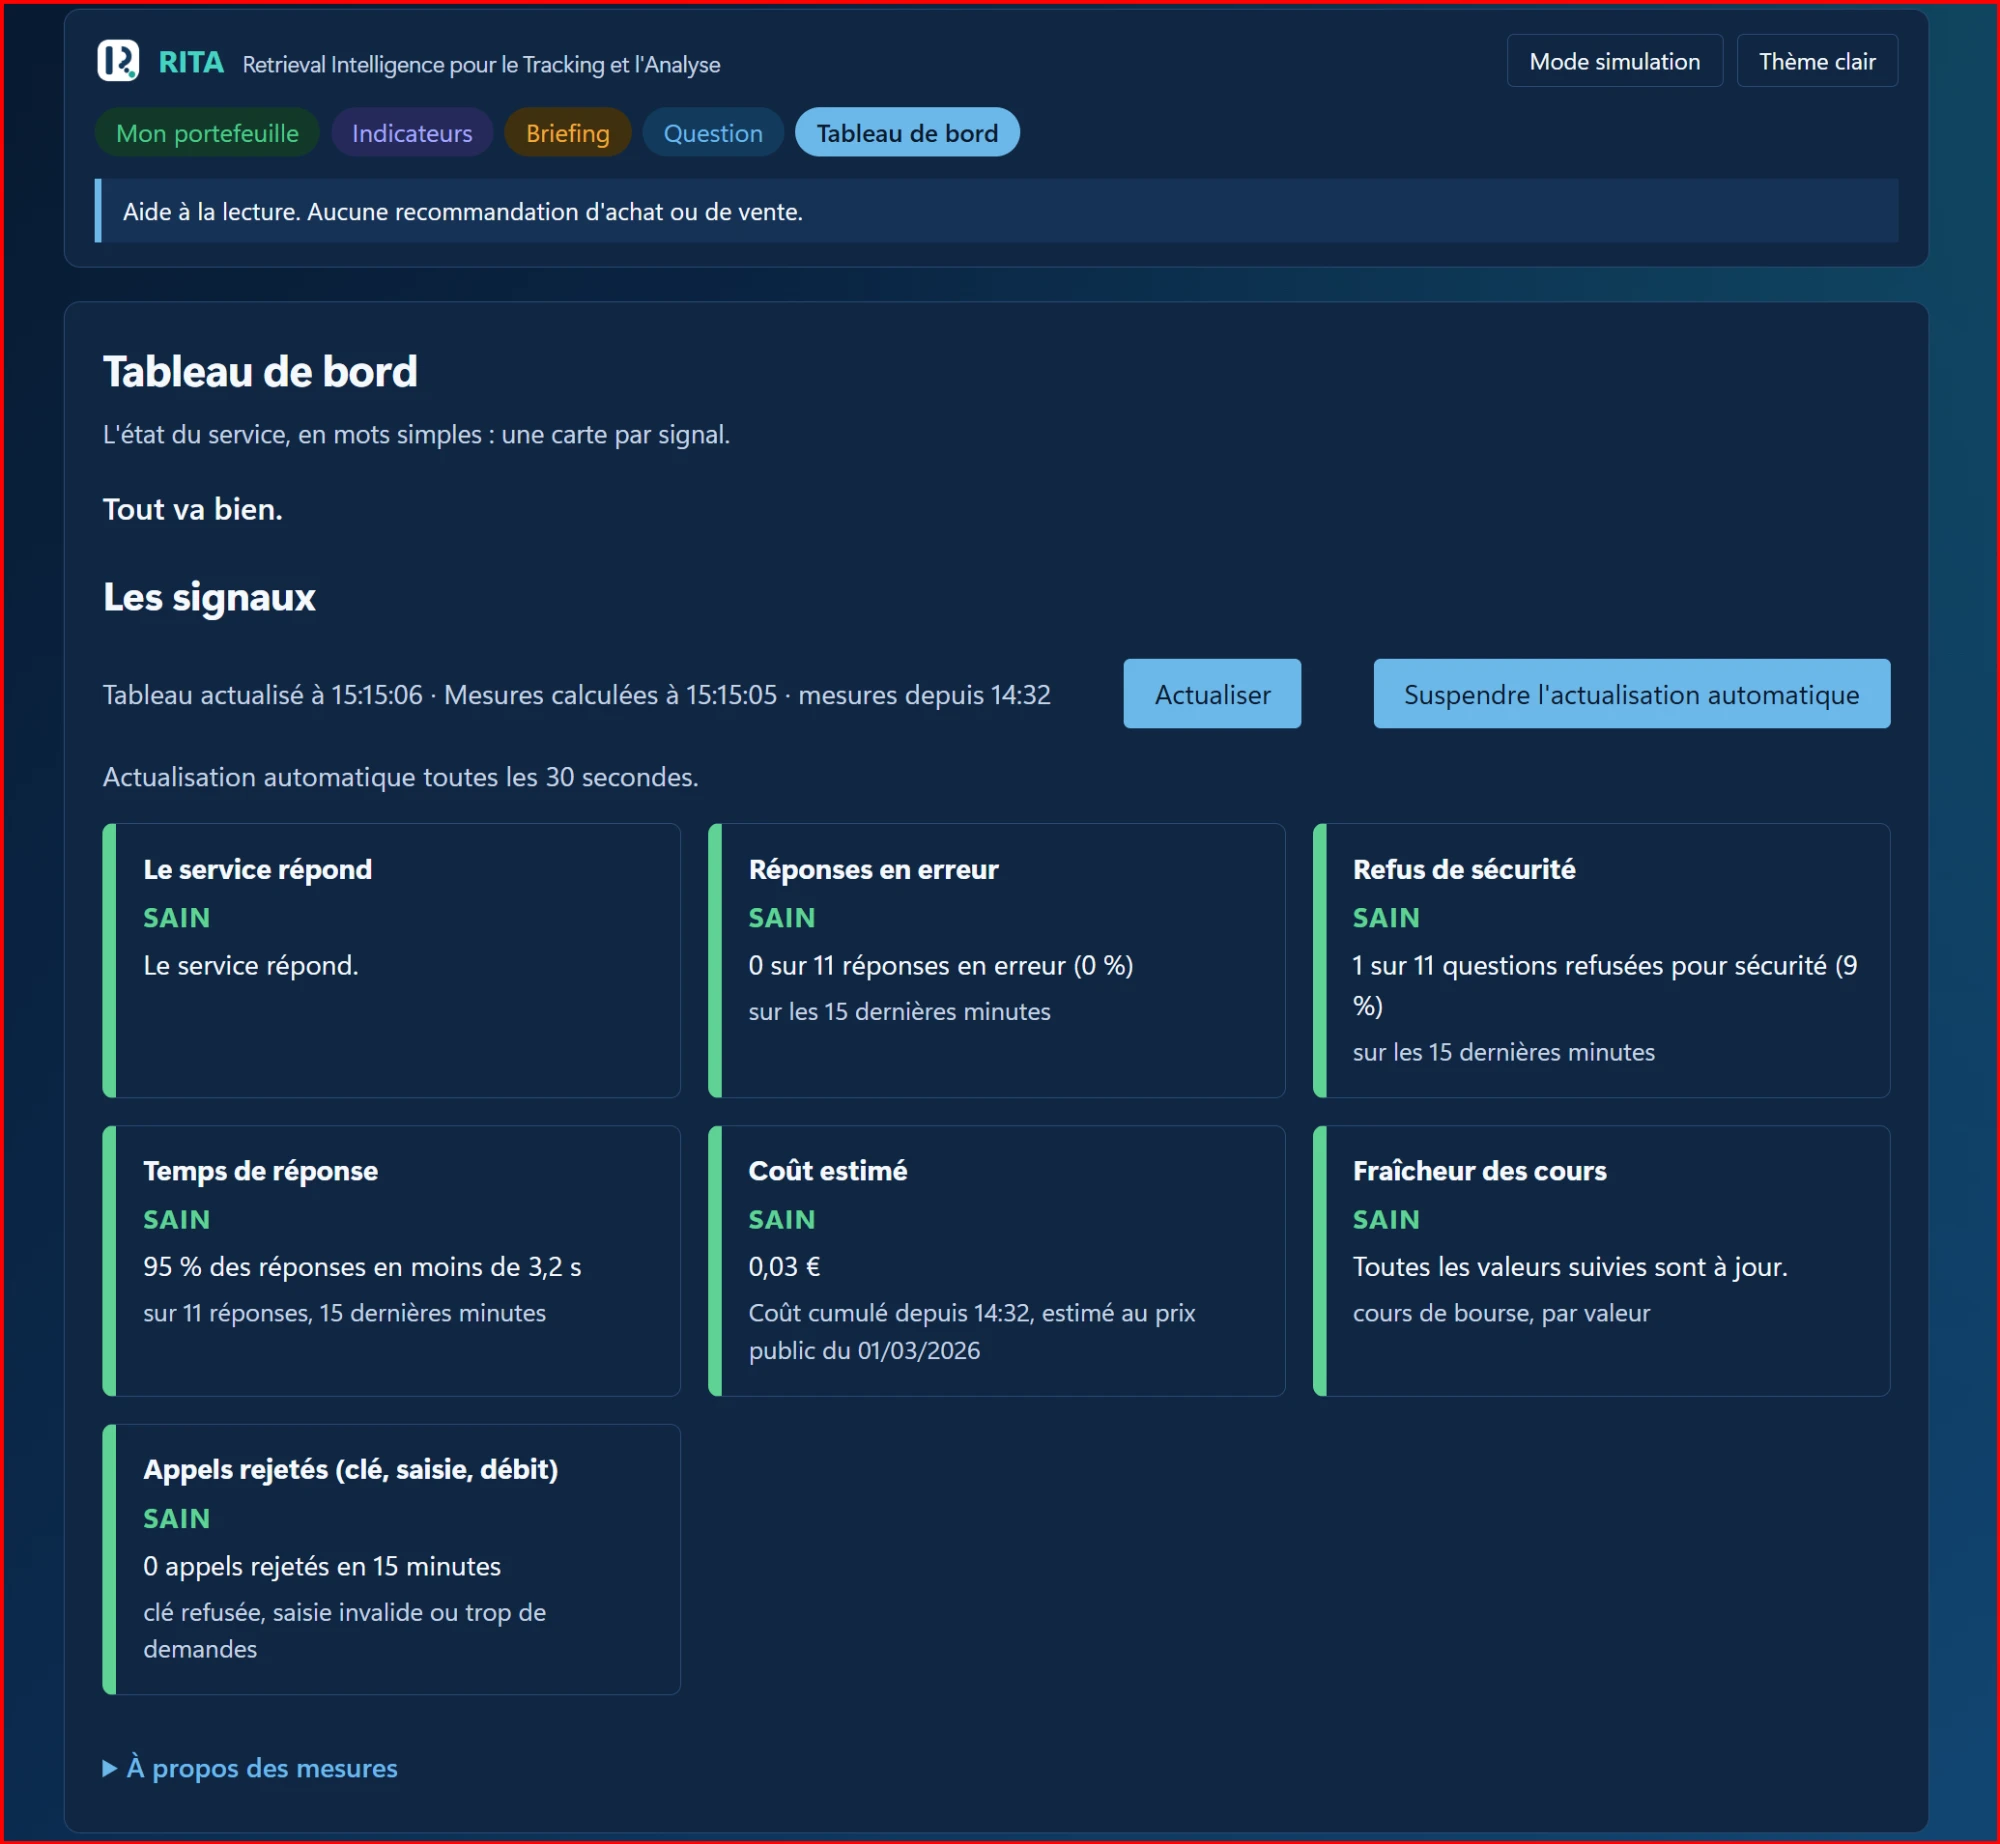 RITA Retrieval Intelligence pour le Tracking et l'Analyse
Mode simulation
Thème clair
Mon portefeuille
Indicateurs
Briefing
Question
Tableau de bord
Aide à la lecture. Aucune recommandation d'achat ou de vente.
Tableau de bord
L'état du service, en mots simples : une carte par signal.
Tout va bien.
Les signaux
Tableau actualisé à 15:15:06 · Mesures calculées à 15:15:05 · mesures depuis 14:32
Actualiser
Suspendre l'actualisation automatique
Actualisation automatique toutes les 30 secondes.
Le service répond
SAIN
Le service répond.
Réponses en erreur
SAIN
0 sur 11 réponses en erreur (0 %)
sur les 15 dernières minutes
Refus de sécurité
SAIN
1 sur 11 questions refusées pour sécurité (9
%)
sur les 15 dernières minutes
Temps de réponse
SAIN
95 % des réponses en moins de 3,2 s
sur 11 réponses, 15 dernières minutes
Coût estimé
SAIN
0,03 €
Coût cumulé depuis 14:32, estimé au prix
public du 01/03/2026
Fraîcheur des cours
SAIN
Toutes les valeurs suivies sont à jour.
cours de bourse, par valeur
Appels rejetés (clé, saisie, débit)
SAIN
0 appels rejetés en 15 minutes
clé refusée, saisie invalide ou trop de
demandes
À propos des mesures